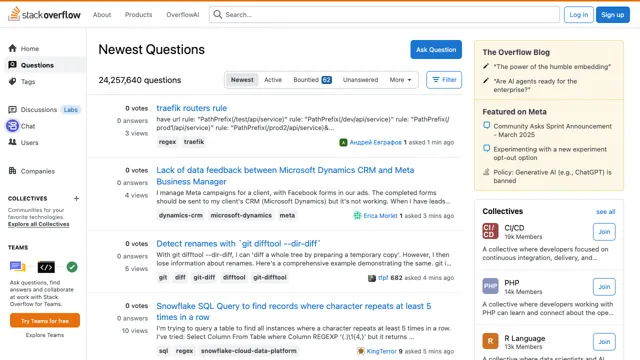 stackoverflow
About
Products
OverflowAI
Search...
Log in
Sign up
Home
Questions
Tags
Discussions Labs
Chat
Users
Companies
COLLECTIVES +
Communities for your
favorite technologies.
Explore all Collectives
TEAMS
Ask questions, find
answers and collaborate
at work with Stack
Overflow for Teams.
Try Teams for free
Explore Teams
Newest Questions
Ask Question
24,257,640 questions
Newest
Active
Bountied 62
Unanswered
More
Filter
0 votes
0 answers
3 views
traefik routers rule
have url rule: "PathPrefix(/test/api/service)" rule: "PathPrefix(/dev/api/service)" rule: "PathPrefix(/
prod1/api/service)" rule: "PathPrefix(/prod2/api/service)&...
regex traefik
Андрей Евграфов 1 asked 1 min ago
0 votes
0 answers
4 views
Lack of data feedback between Microsoft Dynamics CRM and Meta
Business Manager
I manage Meta campaigns for a client, with Facebook forms in our ads. The completed forms
should be sent to my client's CRM (Microsoft Dynamics) but it's not working. When I have leads...
dynamics-crm microsoft-dynamics meta
Erica Morlet 1 asked 3 mins ago
0 votes
0 answers
5 views
Detect renames with `git difftool --dir-diff`
With git difftool --dir-diff, I can 'diff a whole tree by preparing a temporary copy'. However, I then
lose information about renames. Here's a comprehensive example demonstrating the same. git i...
git diff git-diff difftool git-difftool
tfpf 682 asked 4 mins ago
0 votes
0 answers
10 views
Snowflake SQL Query to find records where character repeats at least 5
times in a row
I'm trying to query a table to find all instances where a character repeats at least 5 times in a row.
I've tried: Select Column From Table where Column REGEXP '(.)\1{4,}' but it returns ...
sql regex snowflake-cloud-data-platform
KingTerror 9 asked 5 mins ago
The Overflow Blog
"The power of the humble embedding"
"Are AI agents ready for the
enterprise?"
Featured on Meta
Community Asks Sprint Announcement
- March 2025
Experimenting with a new experiment
opt-out option
Policy: Generative AI (e.g., ChatGPT) is
banned
Collectives
see all
CI/
CD
CI/CD
19k Members
Join
A collective where developers focused on
continuous integration, delivery, and...
PHP
PHP
14k Members
Join
A collective where developers working with
PHP can learn and connect about the ope...
R
R Language
13k Members
Join
A collective where data scientists and AI